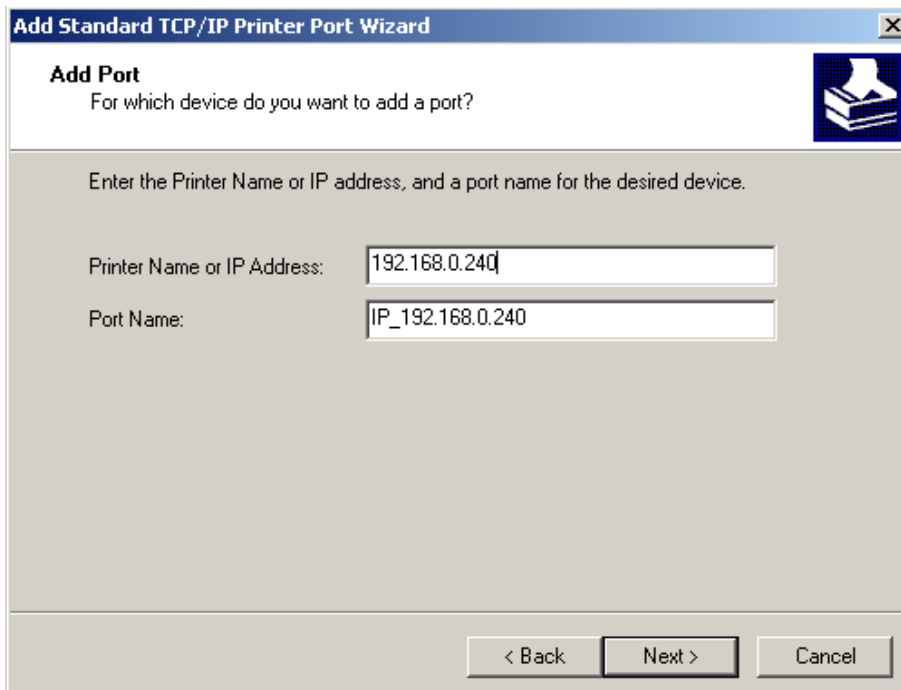 Add Standard TCP/IP Printer Port Wizard
Add Port
For which device do you want to add a port?
Enter the Printer Name or IP address, and a port name for the desired device.
Printer Name or IP Address: 192.168.0.240
Port Name: IP_192.168.0.240
< Back Next > Cancel